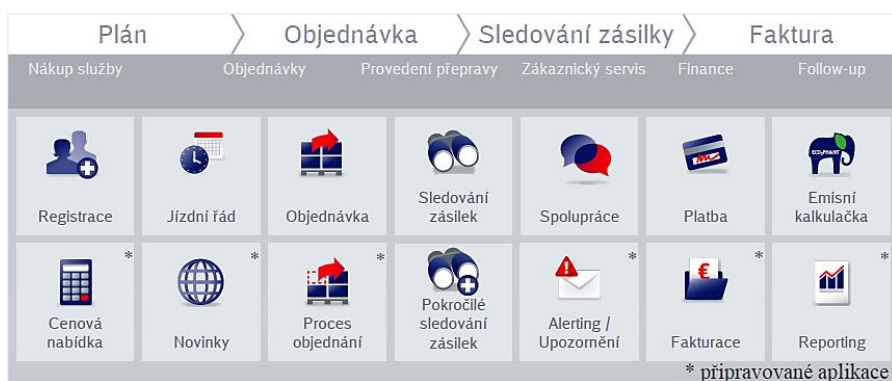 Plán
Objednávka
Sledování zásilky
Faktura
Nákup služby
Objednávky
Provedení přepravy
Zákaznický servis
Finance
Follow-up
Registrace
Jízdní řád
Objednávka
Sledování
zásilek
Spolupráce
Platba
ECOPHANT
Emisní
kalkulačka
*
Cenová
nabídka
*
Novinky
*
Proces
objednání
Pokročilé
sledování
zásilek
*
Alerting /
Upozornění
*
€
Fakturace
*
Reporting
* připravované aplikace